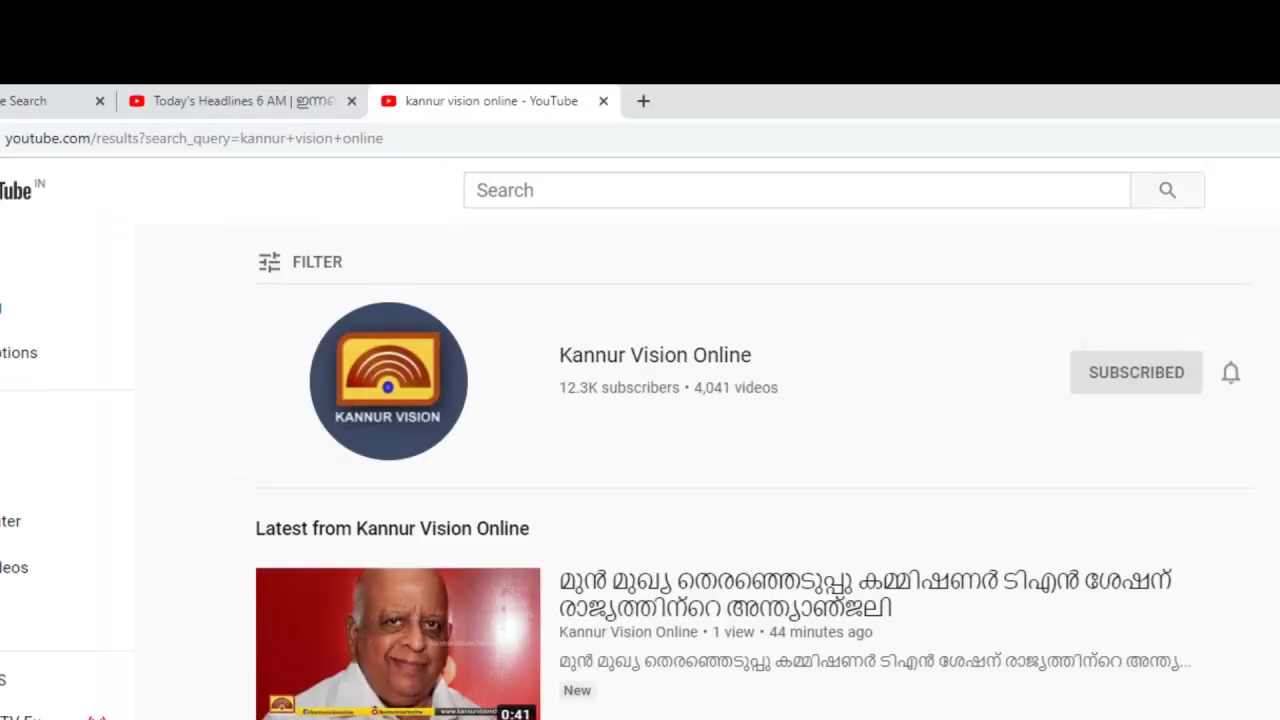 e Search
Today's Headlines 6 AM | ഇന്നത്
kannur vision online - YouTube
youtube.com/results?search_query=kannur+vision+online
Tube IN
Search
FILTER
KANNUR VISION
Kannur Vision Online
12.3K subscribers • 4,041 videos
SUBSCRIBED
ptions
ter
leos
S
Latest from Kannur Vision Online
മുൻ മുഖ്യ തെരഞ്ഞെടുപ്പു കമ്മിഷണർ ടിഎൻ ശേഷന്
രാജ്യത്തിന്റെ അന്ത്യാഞ്ജലി
Kannur Vision Online • 1 view • 44 minutes ago
മുൻ മുഖ്യ തെരഞ്ഞെടുപ്പു കമ്മിഷണർ ടിഎൻ ശേഷന് രാജ്യത്തിന്റെ അന്ത്യ...
New
0:41